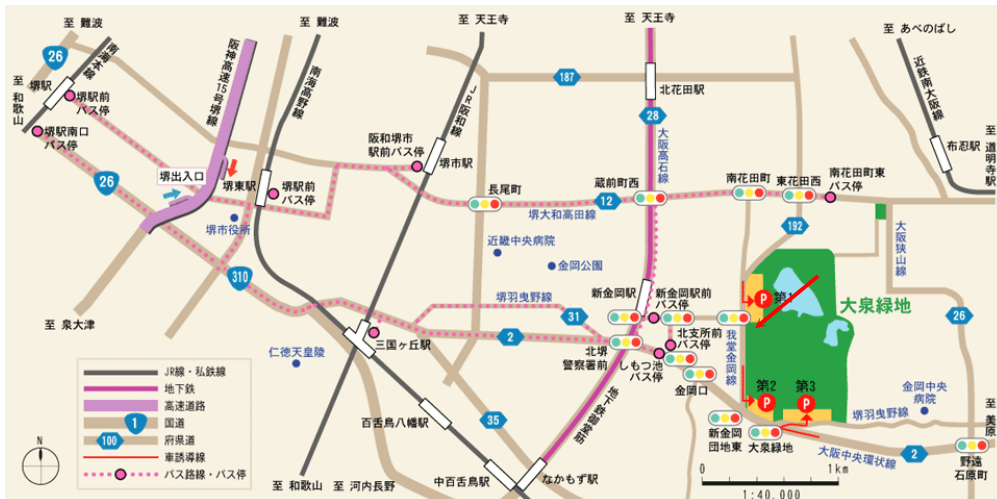 至 難波
至 難波
至 天王寺
至 天王寺
至 あべのばし
26
南海本線
堺駅
至 和歌山
堺駅前
バス停
堺駅南口
バス停
阪神高速15号堺線
南海高野線
JR阪和線
187
北花田駅
28
大阪高石線
近鉄南大阪線
布忍駅
至 道明寺駅
阪和堺市
駅前バス停
堺市駅
堺出入口
堺東駅
堺駅前
バス停
26
堺市役所
長尾町
12
堺大和高田線
蔵前町西
南花田町
東花田西
南花田町東
バス停
192
大阪狭山線
近畿中央病院
金岡公園
310
至 泉大津
新金岡駅
新金岡駅前
バス停
P
第1
大泉緑地
堺羽曳野線
31
2
北支所前
バス停
我堂金岡線
26
三国ヶ丘駅
仁徳天皇陵
北堺
警察署前
しもつ池
バス停
金岡口
地下鉄御堂筋
第2
第3
P
P
金岡中央
病院
至 美原
堺羽曳野線
百舌鳥八幡駅
35
新金岡
団地東
大泉緑地
大阪中央環状線
2
野遠
石原町
至 和歌山
至 河内長野
中百舌鳥駅
なかもず駅
JR線・私鉄線
地下鉄
高速道路
1
国道
100
府県道
車誘導線
バス路線・バス停
N
0
1km
1:40,000